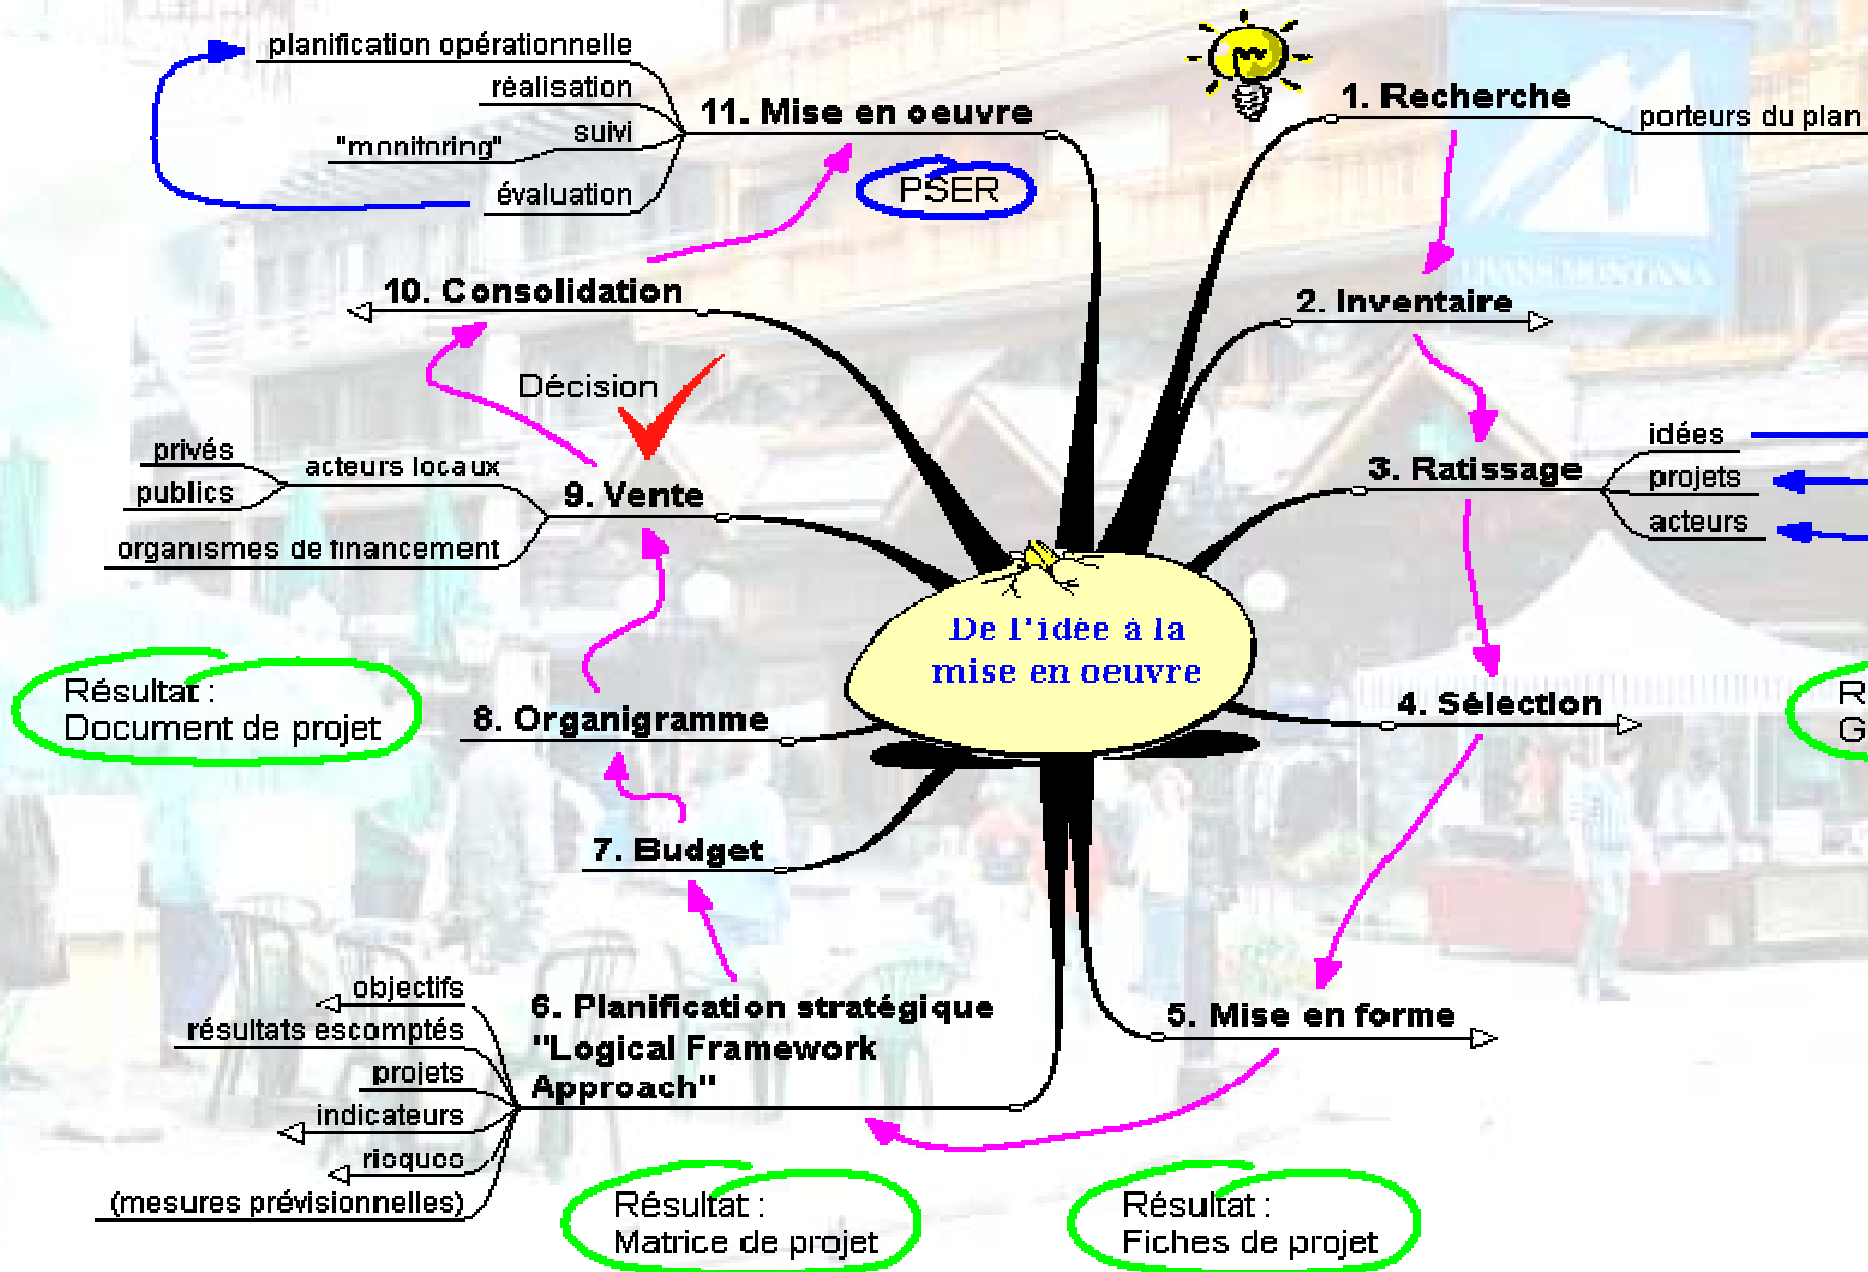 De l'idée à la
mise en oeuvre
1. Recherche
porteurs du plan
2. Inventaire
3. Ratissage
idées
projets
acteurs
4. Sélection
R
G
5. Mise en forme
Résultat :
Fiches de projet
6. Planification stratégique
"Logical Framework
Approach"
objectifs
résultats escomptés
projets
indicateurs
risques
(mesures prévisionnelles)
Résultat :
Matrice de projet
7. Budget
8. Organigramme
Résultat :
Document de projet
9. Vente
acteurs locaux
privés
publics
organismes de financement
Décision
10. Consolidation
11. Mise en oeuvre
planification opérationnelle
réalisation
suivi
"monitoring"
évaluation
PSER
CRANS MONTANA